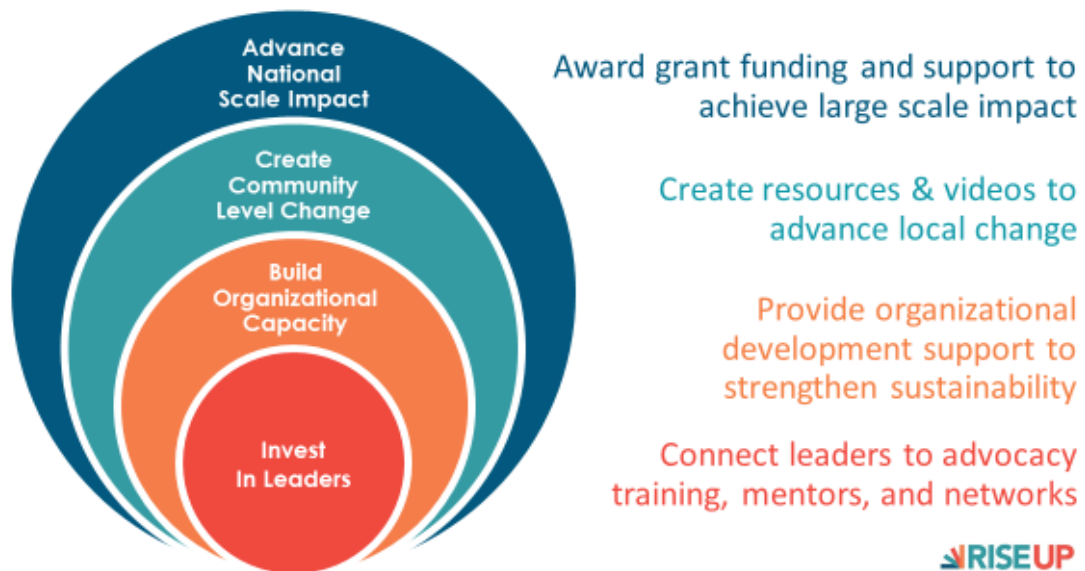 Advance
National
Scale Impact
Award grant funding and support to
achieve large scale impact
Create
Community
Level Change
Create resources & videos to
advance local change
Build
Organizational
Capacity
Provide organizational
development support to
strengthen sustainability
Invest
In Leaders
Connect leaders to advocacy
training, mentors, and networks
RISEUP